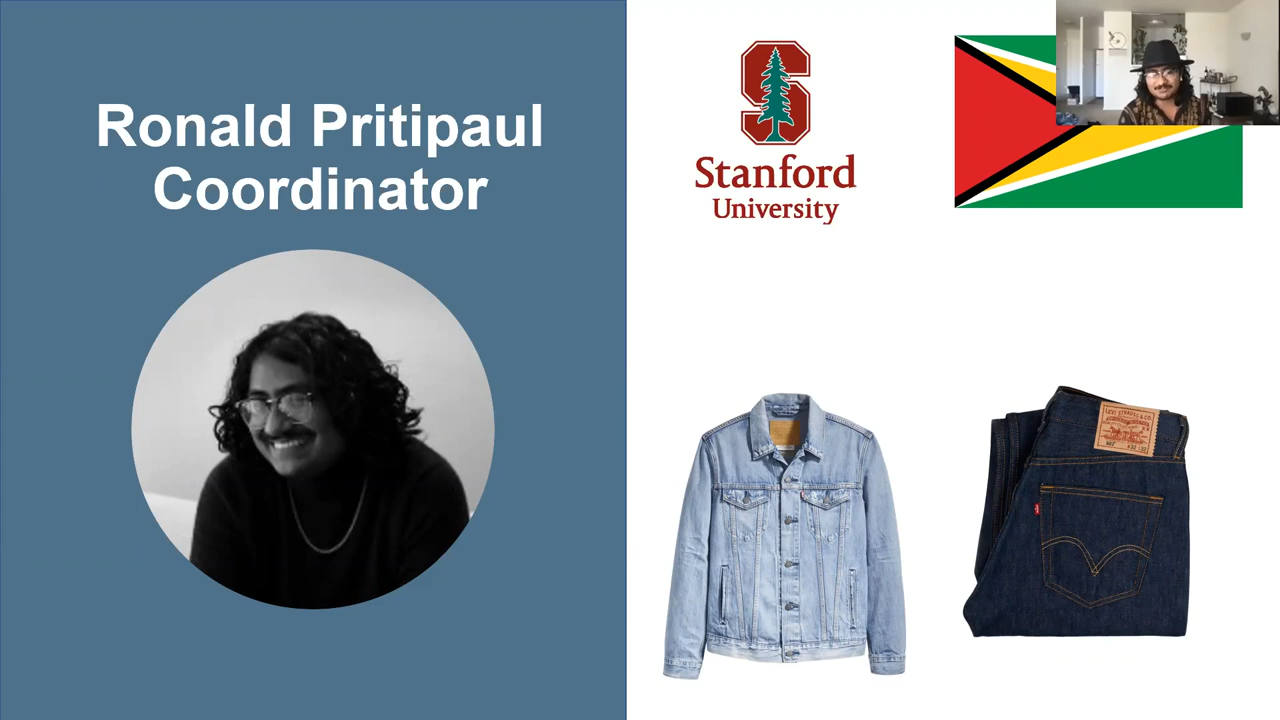 Ronald Pritipaul
Coordinator
Stanford
University
LEVI STRAUSS & CO.